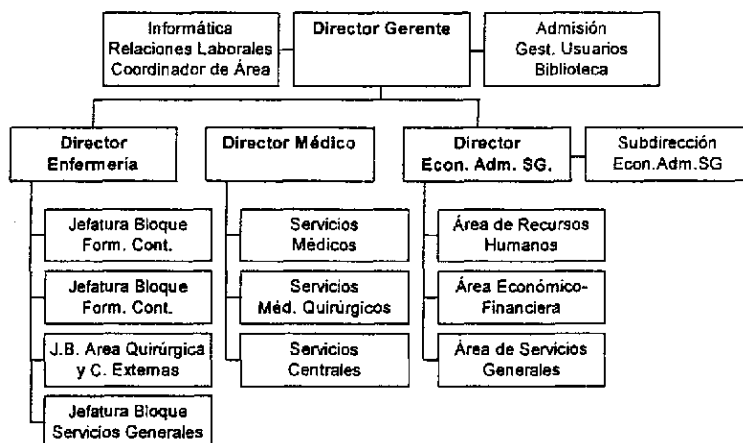 Informática
Relaciones Laborales
Coordinador de Área
Director Gerente
Admisión
Gest. Usuarios
Biblioteca
Director
Enfermería
Director Médico
Director
Econ. Adm. SG.
Subdirección
Econ.Adm.SG
Jefatura Bloque
Form. Cont.
Servicios
Médicos
Área de Recursos
Humanos
Jefatura Bloque
Form. Cont.
Servicios
Méd. Quirúrgicos
Área Económico-
Financiera
J.B. Area Quirúrgica
y C. Externas
Servicios
Centrales
Área de Servicios
Generales
Jefatura Bloque
Servicios Generales